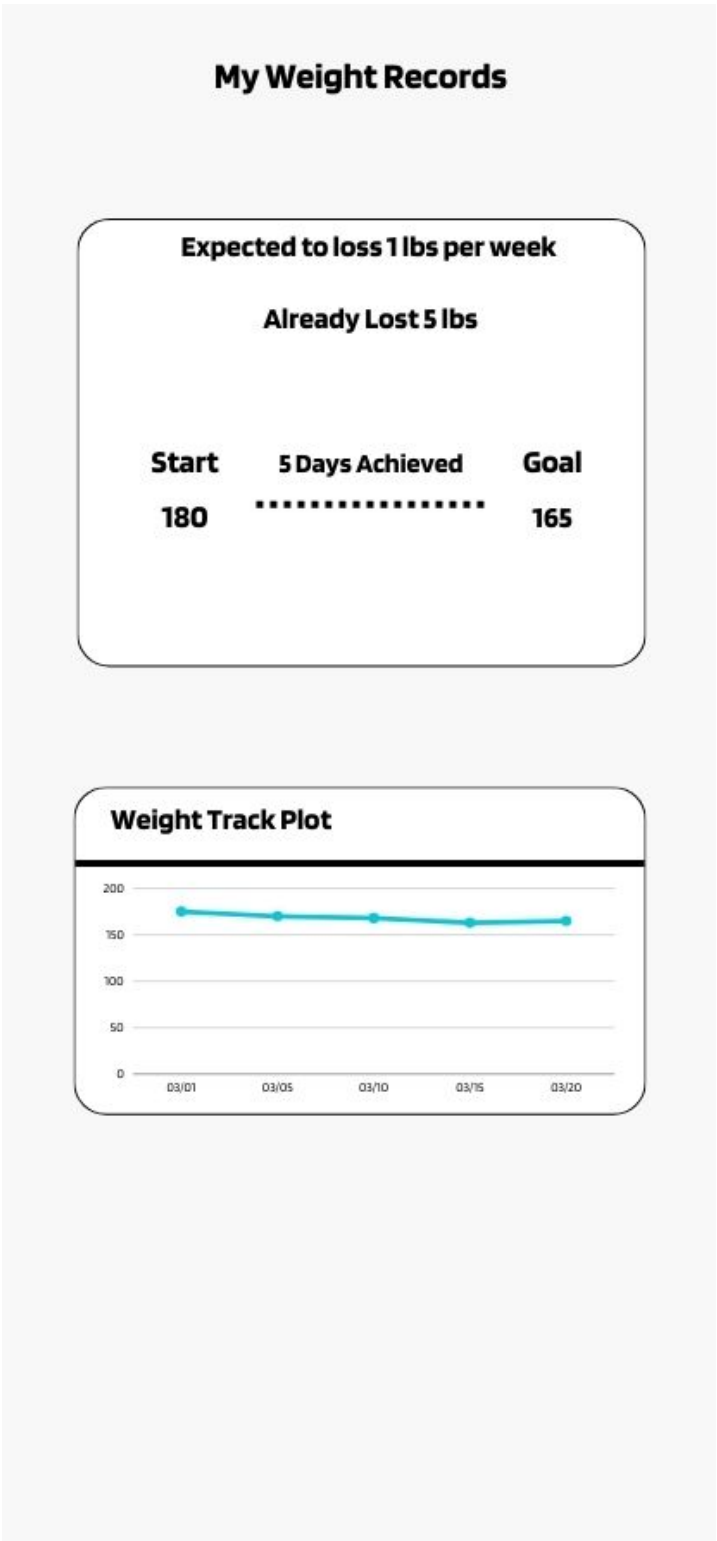 My Weight Records
Expected to loss 1 lbs per week
Already Lost 5 lbs
Start 5 Days Achieved Goal
180 165
Weight Track Plot
200
150
100
50
0
03/01 03/05 03/10 03/15 03/20